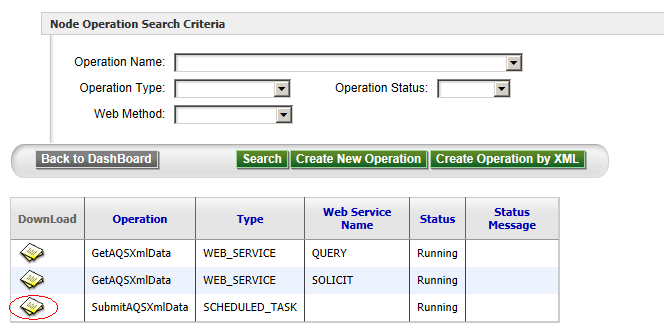 Node Operation Search Criteria
Operation Name:
Operation Type: Operation Status:
Web Method:
Back to DashBoard Search Create New Operation Create Operation by XML
DownLoad Operation Type Web Service Name Status Status Message
GetAQSXmlData WEB_SERVICE QUERY Running
GetAQSXmlData WEB_SERVICE SOLICIT Running
SubmitAQSXmlData SCHEDULED_TASK Running